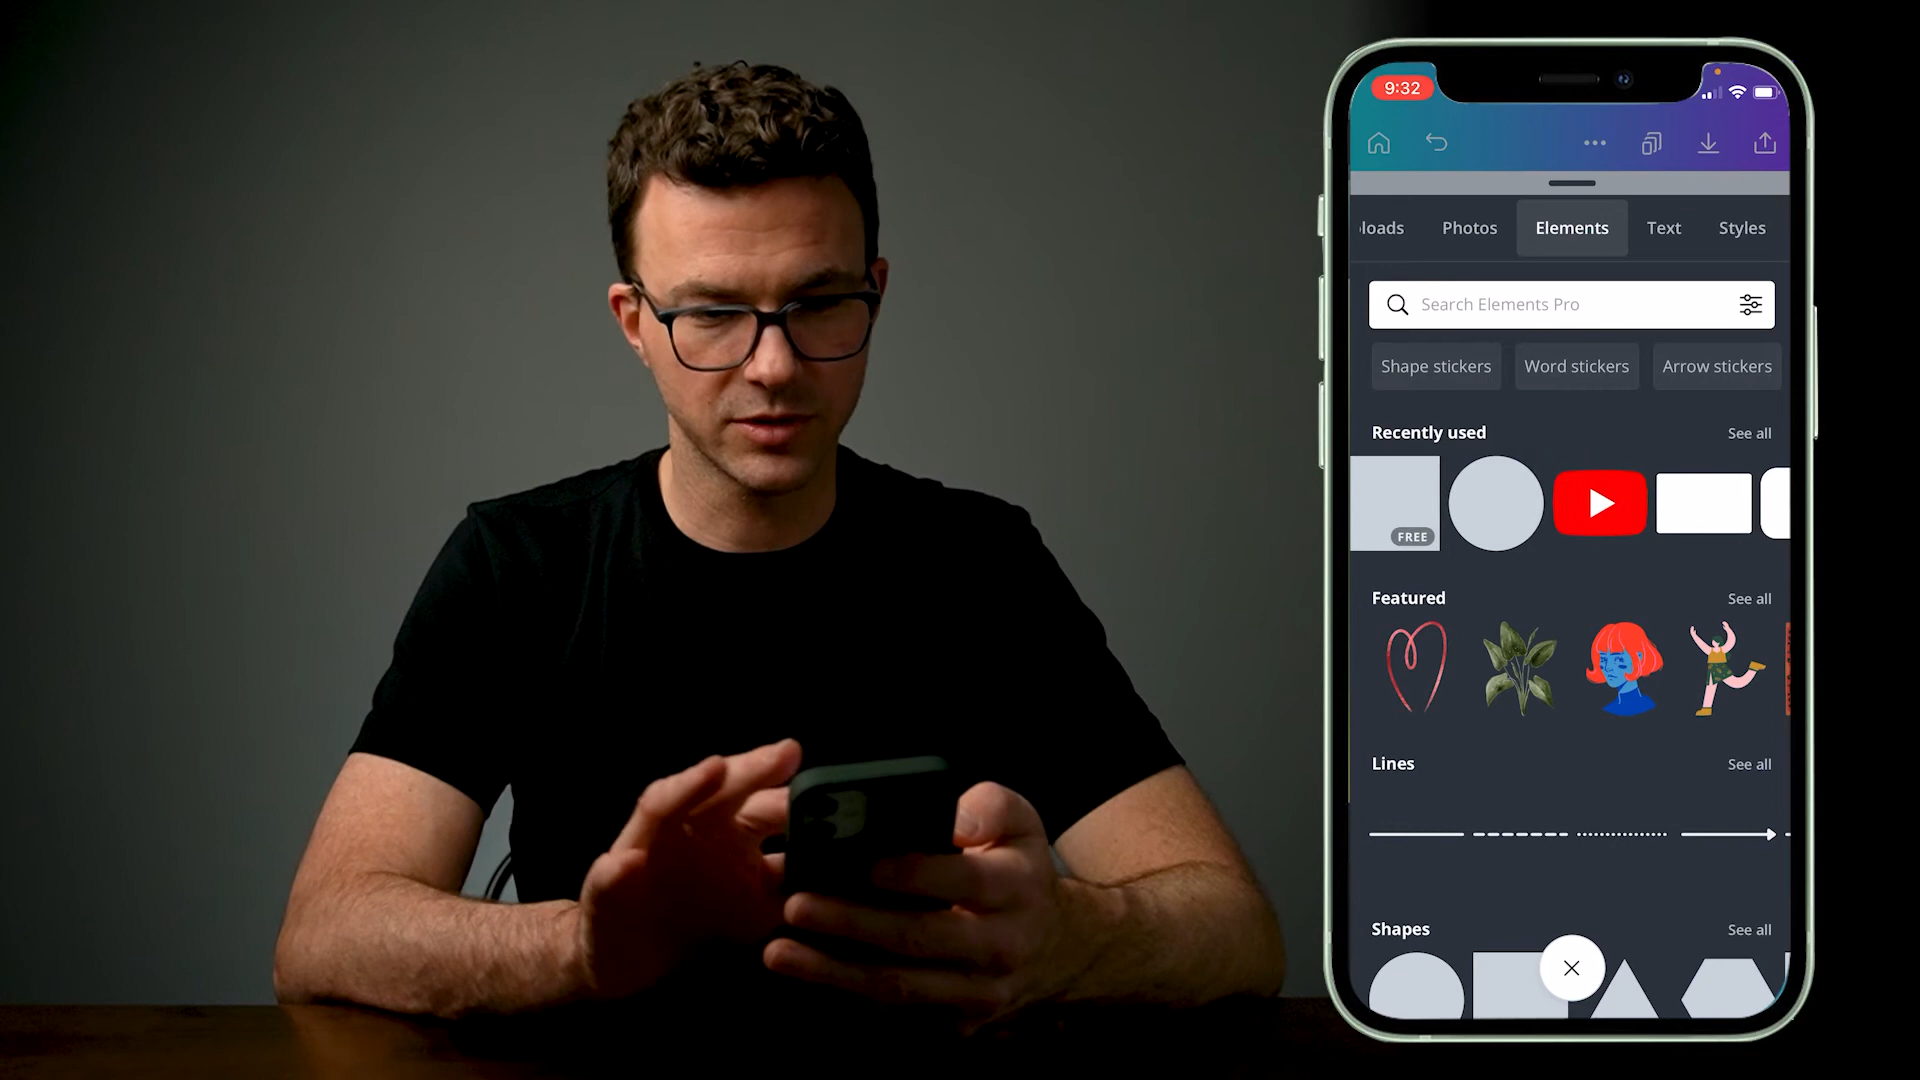 9:32
loads Photos Elements Text Styles
Search Elements Pro
Shape stickers Word stickers Arrow stickers
Recently used See all
FREE
Featured See all
Lines See all
Shapes See all